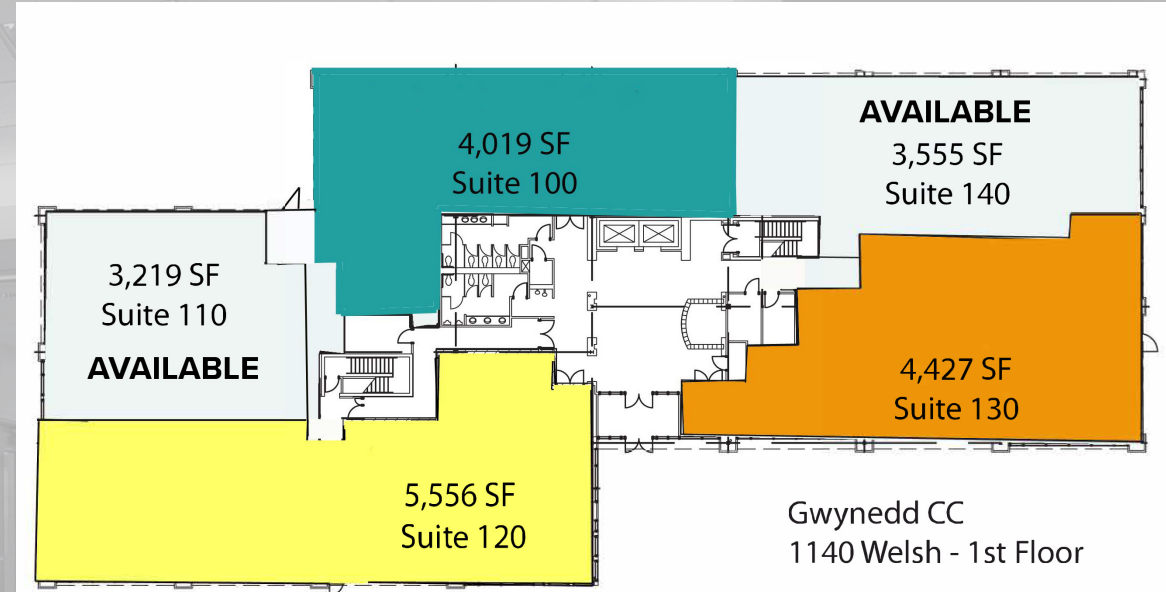 4,019 SF
Suite 100
AVAILABLE
3,555 SF
Suite 140
3,219 SF
Suite 110
AVAILABLE
4,427 SF
Suite 130
5,556 SF
Suite 120
Gwynedd CC
1140 Welsh - 1st Floor